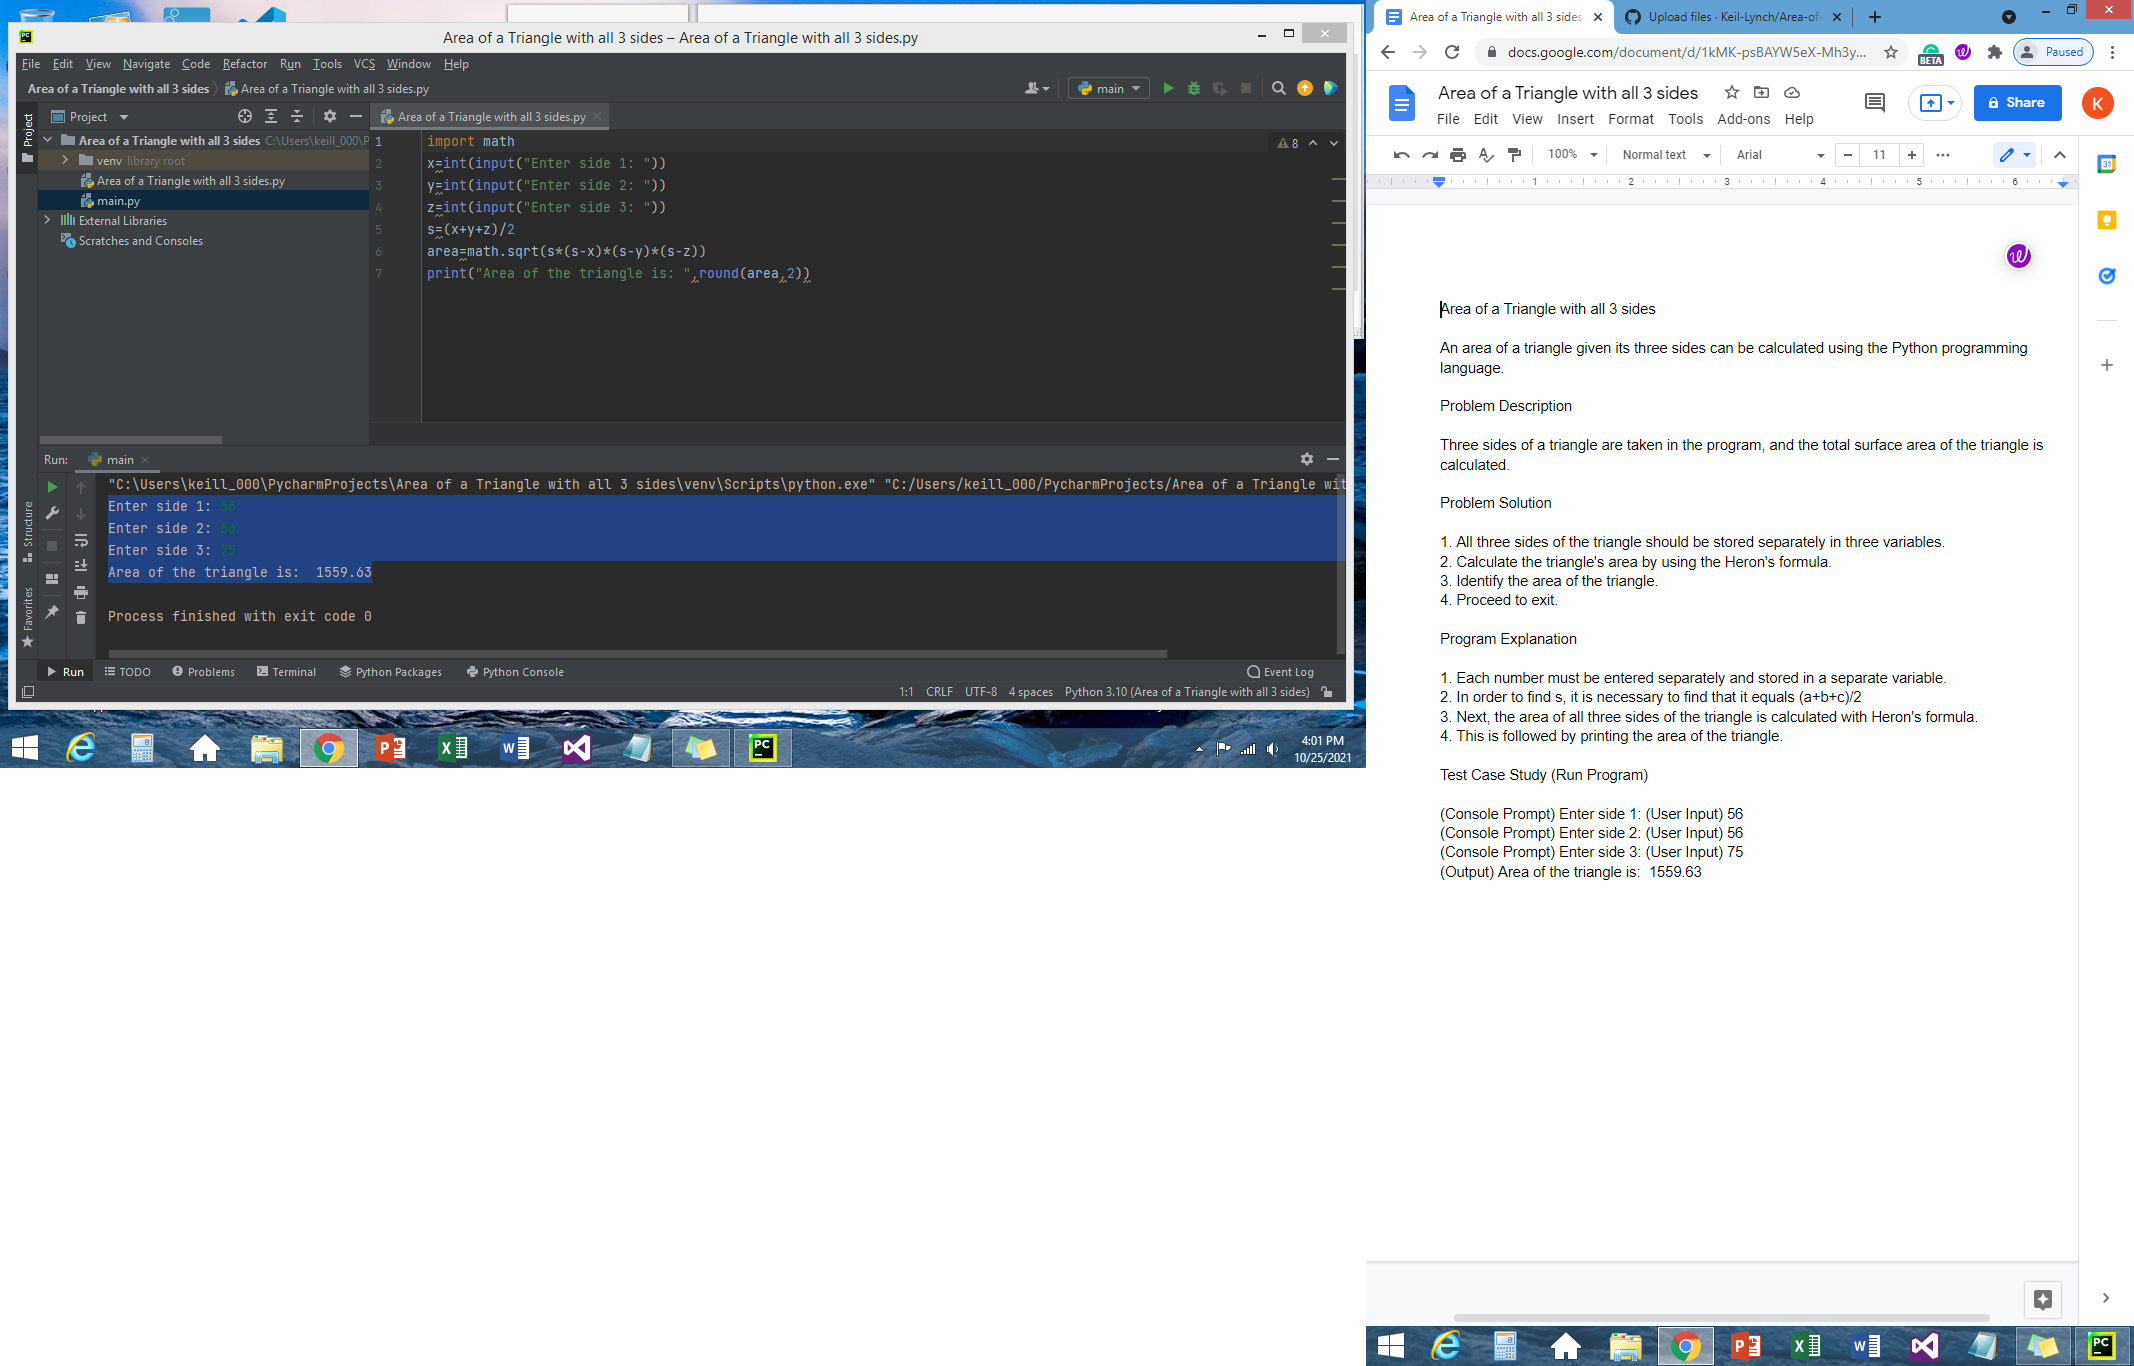 Area of a Triangle with all 3 sides – Area of a Triangle with all 3 sides.py
File Edit View Navigate Code Refactor Run Tools VCS Window Help
Area of a Triangle with all 3 sides Area of a Triangle with all 3 sides.py
main
Project
Area of a Triangle with all 3 sides.py
Project
Area of a Triangle with all 3 sides C:\Users\keill_000\P
venv library root
Area of a Triangle with all 3 sides.py
main.py
External Libraries
Scratches and Consoles
8
1 import math
2 x=int(input("Enter side 1: "))
3 y=int(input("Enter side 2: "))
4 z=int(input("Enter side 3: "))
5 s=(x+y+z)/2
6 area=math.sqrt(s*(s-x)*(s-y)*(s-z))
7 print("Area of the triangle is: ",round(area,2))
Run: main
Structure
Favorites
"C:\Users\keill_000\PycharmProjects\Area of a Triangle with all 3 sides\venv\Scripts\python.exe" "C:/Users/keill_000/PycharmProjects/Area of a Triangle wit
Enter side 1: 56
Enter side 2: 56
Enter side 3: 75
Area of the triangle is:  1559.63
Process finished with exit code 0
Run TODO Problems Terminal Python Packages Python Console Event Log
1:1 CRLF UTF-8 4 spaces Python 3.10 (Area of a Triangle with all 3 sides)
4:01 PM
10/25/2021
Area of a Triangle with all 3 sides
Upload files · Keil-Lynch/Area-of-
docs.google.com/document/d/1kMK-psBAYW5eX-Mh3y...
BETA
Paused
Area of a Triangle with all 3 sides
File Edit View Insert Format Tools Add-ons Help
Share
K
100% Normal text Arial 11
1 2 3 4 5 6
31
Area of a Triangle with all 3 sides
An area of a triangle given its three sides can be calculated using the Python programming
language.
Problem Description
Three sides of a triangle are taken in the program, and the total surface area of the triangle is
calculated.
Problem Solution
1. All three sides of the triangle should be stored separately in three variables.
2. Calculate the triangle's area by using the Heron's formula.
3. Identify the area of the triangle.
4. Proceed to exit.
Program Explanation
1. Each number must be entered separately and stored in a separate variable.
2. In order to find s, it is necessary to find that it equals (a+b+c)/2
3. Next, the area of all three sides of the triangle is calculated with Heron's formula.
4. This is followed by printing the area of the triangle.
Test Case Study (Run Program)
(Console Prompt) Enter side 1: (User Input) 56
(Console Prompt) Enter side 2: (User Input) 56
(Console Prompt) Enter side 3: (User Input) 75
(Output) Area of the triangle is:  1559.63